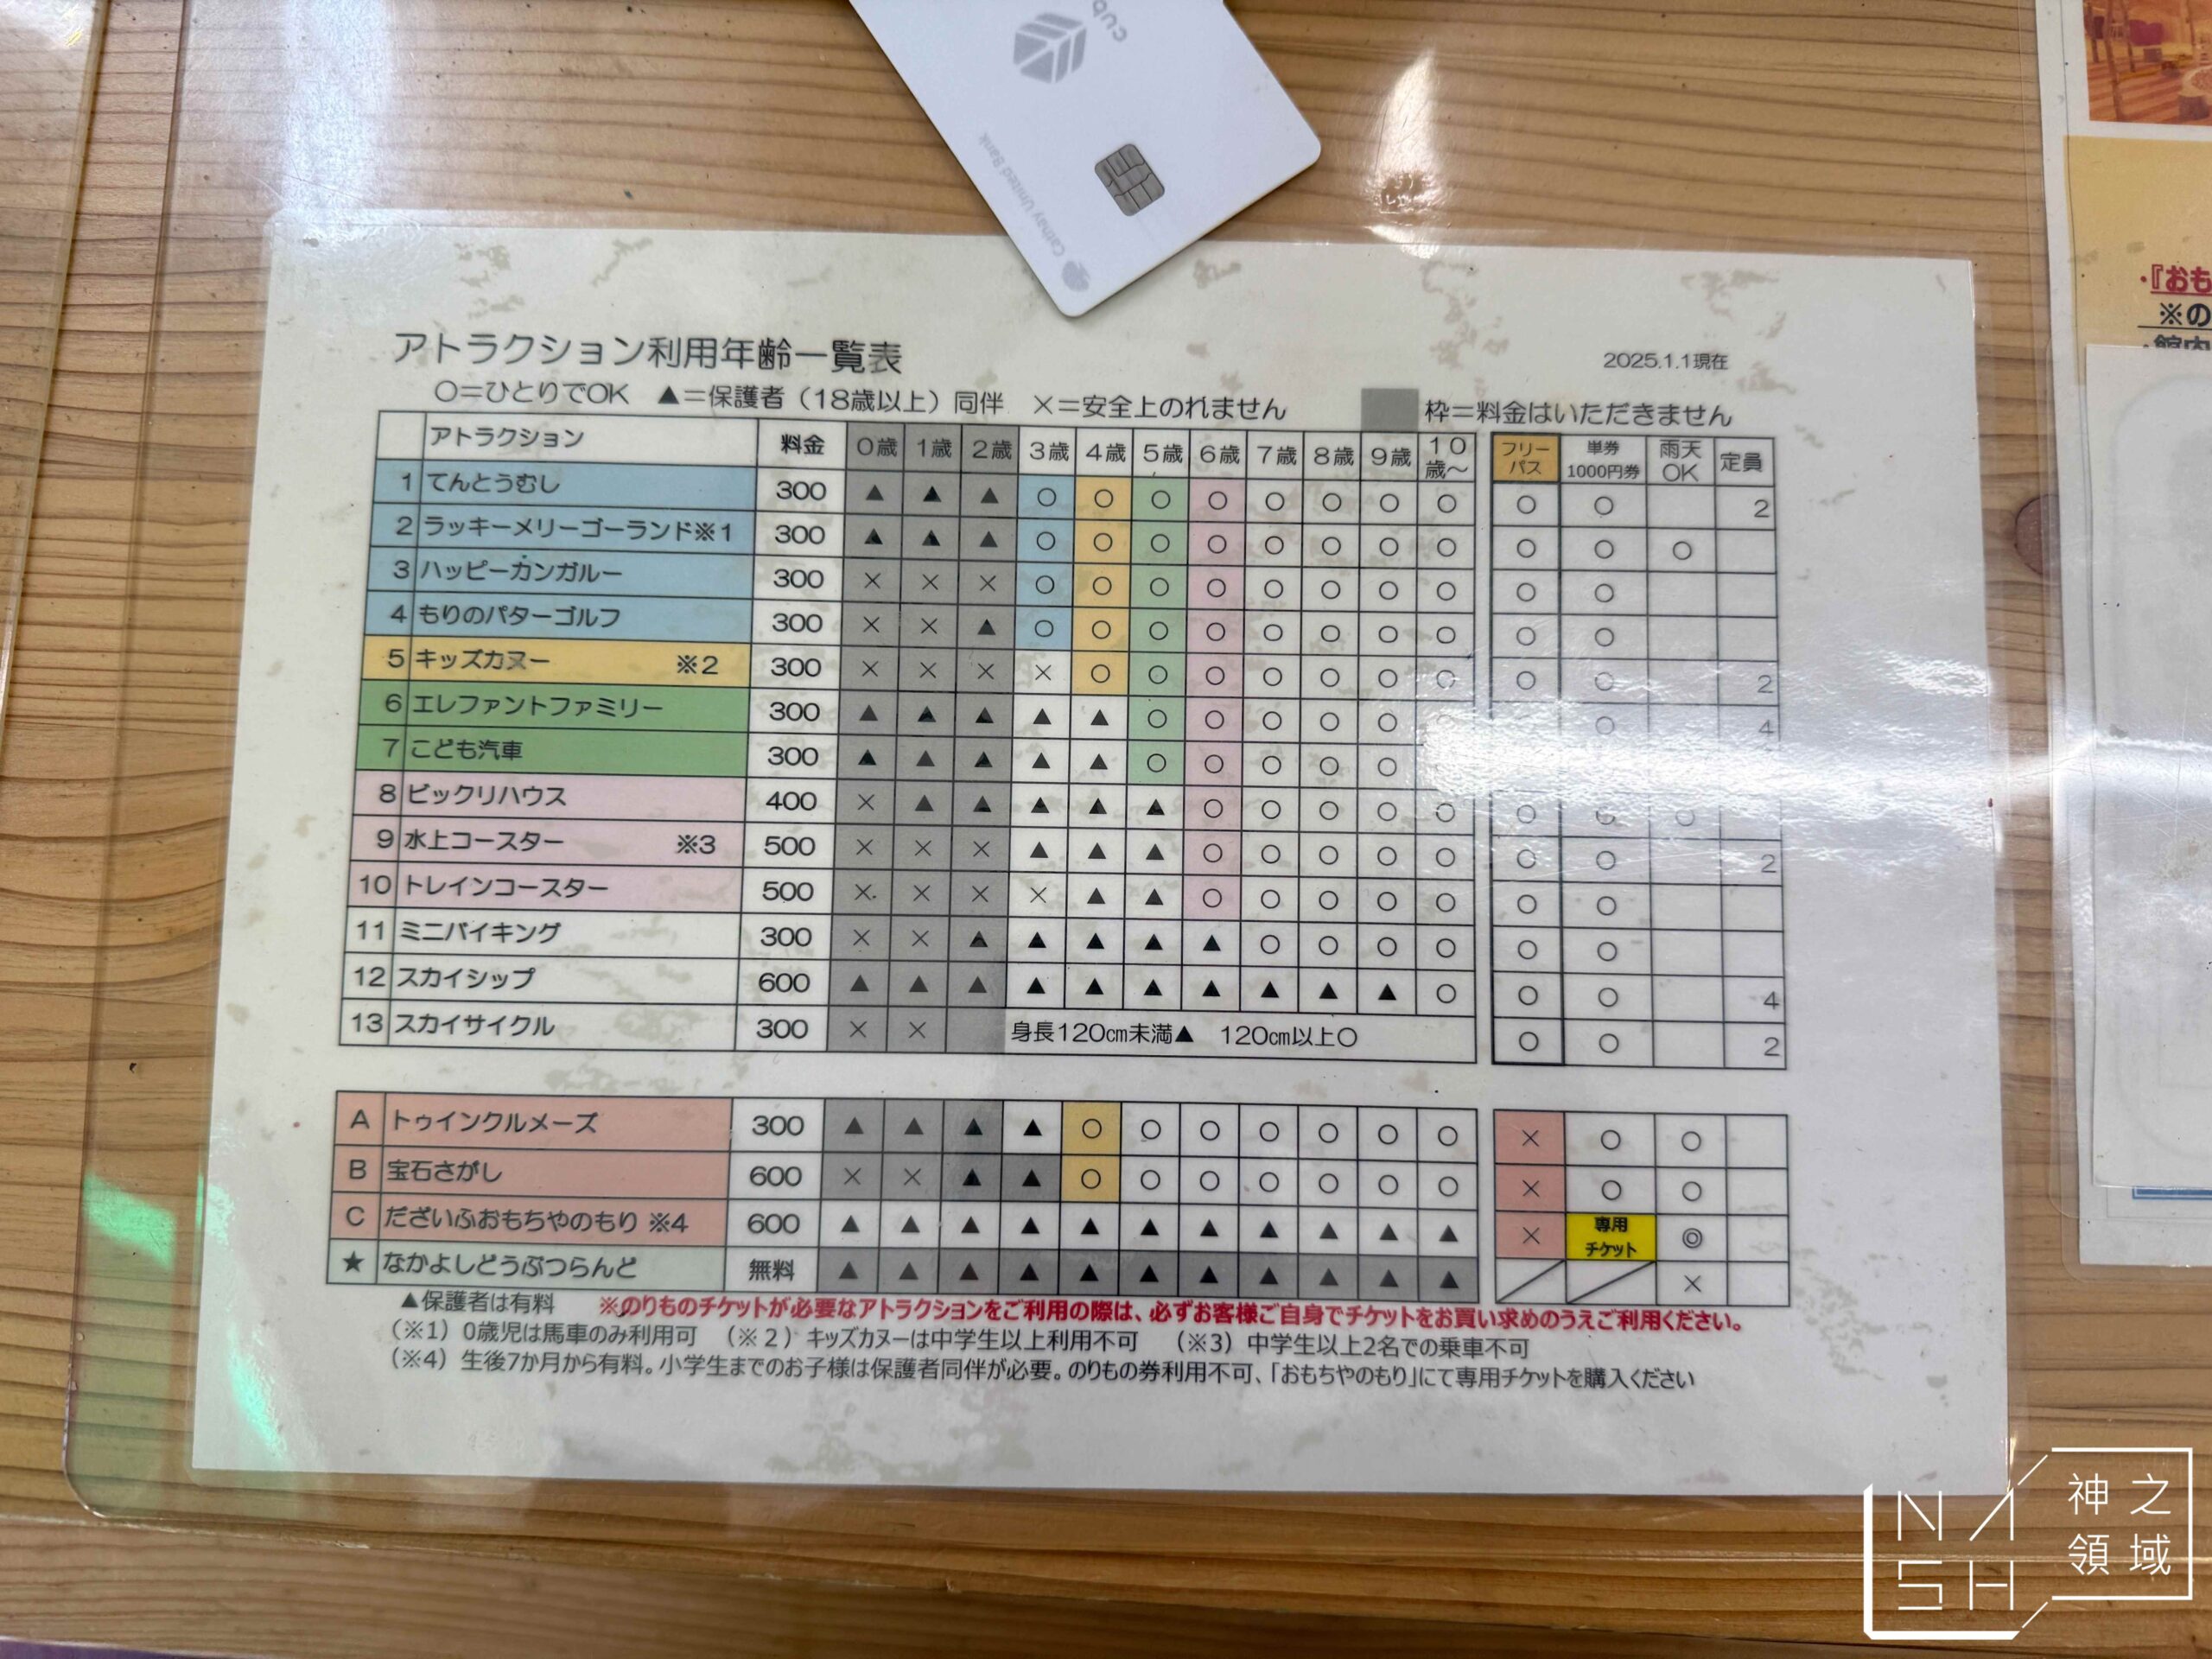 cub
Cathay United Bank
・『おも
※の
・館内
アトラクション利用年齢一覧表
2025.1.1現在
○＝ひとりでOK ▲＝保護者（18歳以上）同伴 ×＝安全上のれません 枠＝料金はいただきません
アトラクション 料金 0歳 1歳 2歳 3歳 4歳 5歳 6歳 7歳 8歳 9歳 10歳～ フリーパス 単券1000円券 雨天OK 定員
1 てんとうむし 300 ▲ ▲ ▲ ○ ○ ○ ○ ○ ○ ○ ○ ○ ○ 2
2 ラッキーメリーゴーランド※1 300 ▲ ▲ ▲ ○ ○ ○ ○ ○ ○ ○ ○ ○ ○ ○
3 ハッピーカンガルー 300 × × × ○ ○ ○ ○ ○ ○ ○ ○ ○ ○
4 もりのパターゴルフ 300 × × ▲ ○ ○ ○ ○ ○ ○ ○ ○ ○ ○
5 キッズカヌー ※2 300 × × × × ○ ○ ○ ○ ○ ○ ○ ○ ○ 2
6 エレファントファミリー 300 ▲ ▲ ▲ ▲ ▲ ○ ○ ○ ○ ○ ○ ○ 4
7 こども汽車 300 ▲ ▲ ▲ ▲ ▲ ○ ○ ○ ○ ○
8 ビックリハウス 400 × ▲ ▲ ▲ ▲ ▲ ○ ○ ○ ○ ○ ○ ○ ○
9 水上コースター ※3 500 × × × ▲ ▲ ▲ ○ ○ ○ ○ ○ ○ ○ 2
10 トレインコースター 500 × × × × ▲ ▲ ○ ○ ○ ○ ○ ○ ○
11 ミニバイキング 300 × × ▲ ▲ ▲ ▲ ▲ ○ ○ ○ ○ ○ ○
12 スカイシップ 600 ▲ ▲ ▲ ▲ ▲ ▲ ▲ ▲ ▲ ▲ ○ ○ ○ 4
13 スカイサイクル 300 × × 身長120cm未満▲ 120cm以上○ ○ ○ 2
A トゥインクルメーズ 300 ▲ ▲ ▲ ▲ ○ ○ ○ ○ ○ ○ ○ × ○ ○
B 宝石さがし 600 × × ▲ ▲ ○ ○ ○ ○ ○ ○ ○ × ○ ○
C だざいふおもちゃのもり ※4 600 ▲ ▲ ▲ ▲ ▲ ▲ ▲ ▲ ▲ ▲ ▲ × 専用チケット ◎
★ なかよしどうぶつらんど 無料 ▲ ▲ ▲ ▲ ▲ ▲ ▲ ▲ ▲ ▲ ▲ ×
▲保護者は有料 ※のりものチケットが必要なアトラクションをご利用の際は、必ずお客様ご自身でチケットをお買い求めのうえご利用ください。
（※1）0歳児は馬車のみ利用可 （※2）キッズカヌーは中学生以上利用不可 （※3）中学生以上2名での乗車不可
（※4）生後7か月から有料。小学生までのお子様は保護者同伴が必要。のりもの券利用不可、「おもちゃのもり」にて専用チケットを購入ください
NASH
神之領域